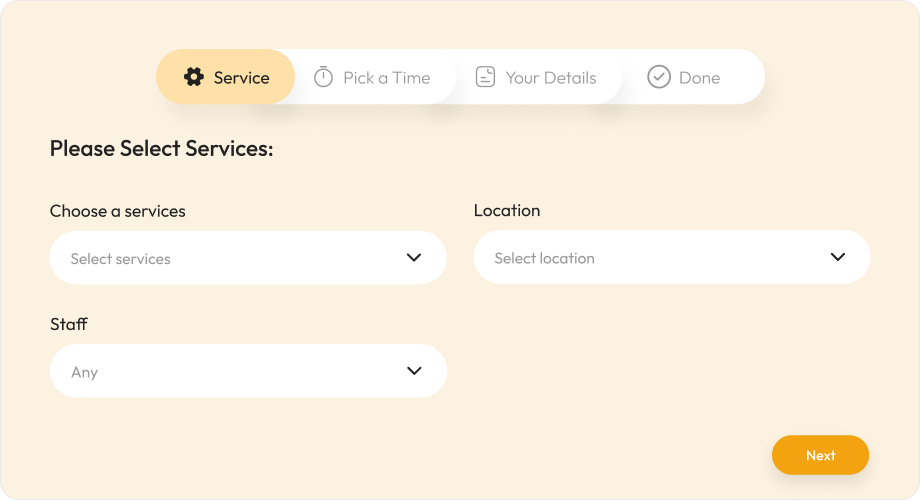 Service
Pick a Time
Your Details
Done
Please Select Services:
Choose a services
Location
Select services
Select location
Staff
Any
Next